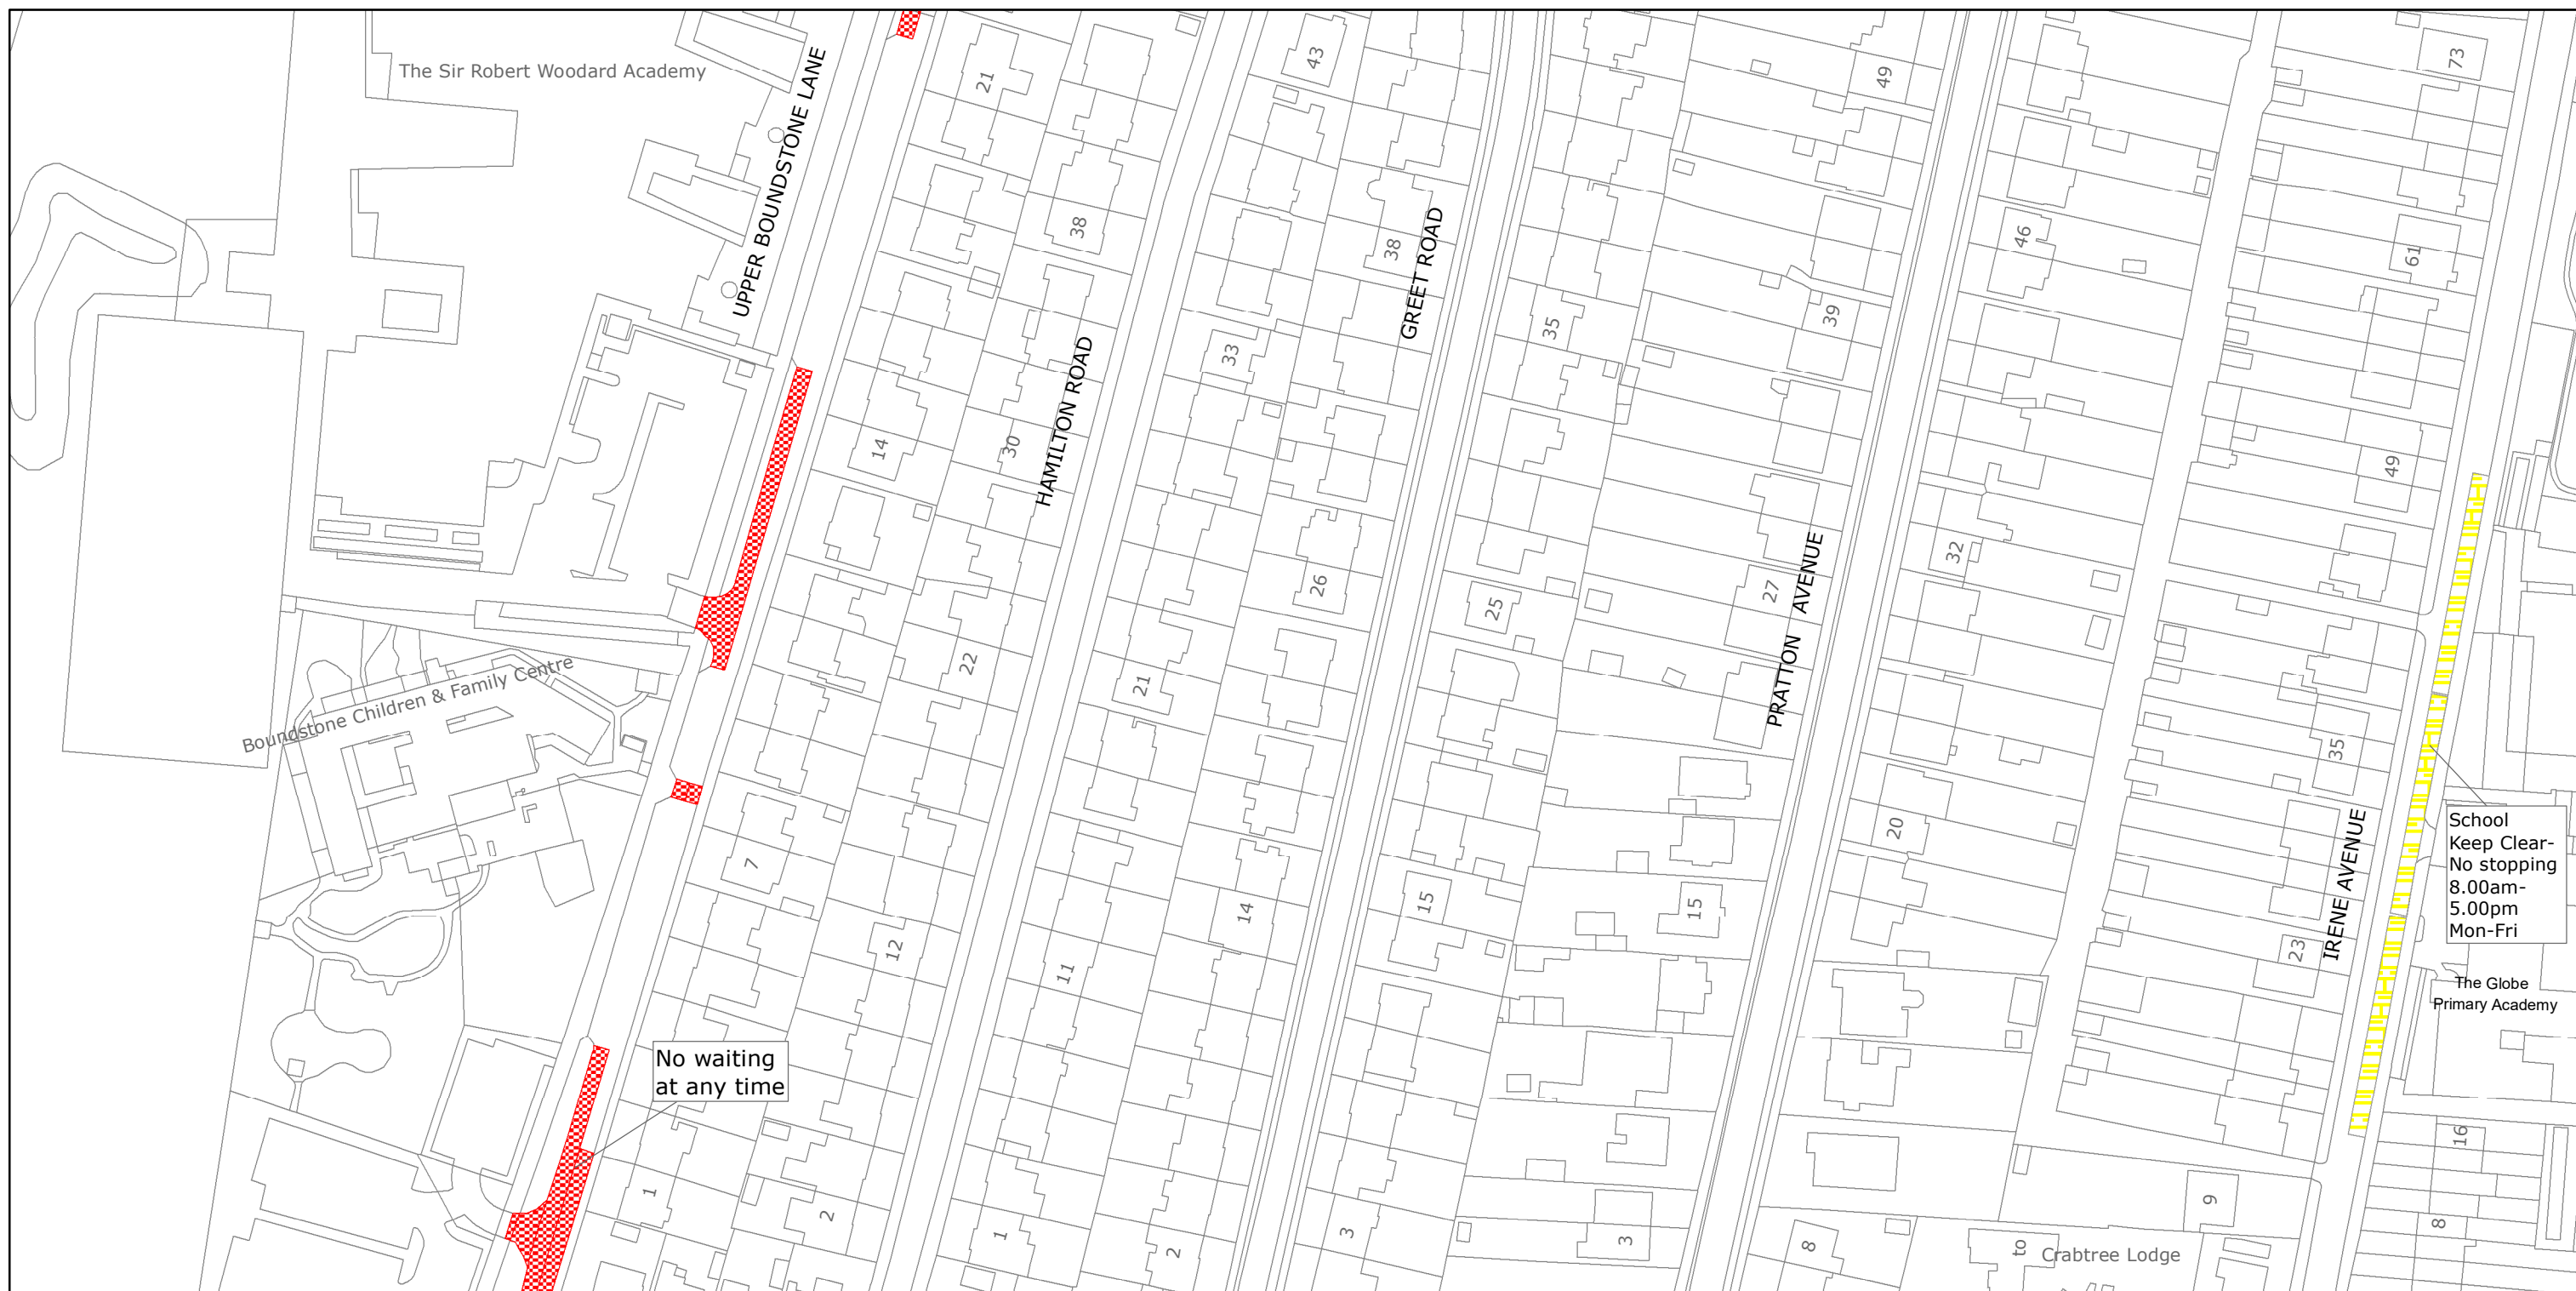 The Sir Robert Woodard Academy
UPPER BOUNDSTONE LANE
21
43
49
73
38
38
46
61
GREET ROAD
33
35
39
HAMILTON ROAD
14
30
49
26
25
27
32
PRATTON AVENUE
Boundstone Children & Family Centre
22
21
35
7
20
School
Keep Clear-
No stopping
8.00am-
5.00pm
Mon-Fri
IRENE AVENUE
12
14
15
15
11
23
The Globe
Primary Academy
No waiting
at any time
16
1
2
1
2
3
3
8
9
8
to
Crabtree Lodge